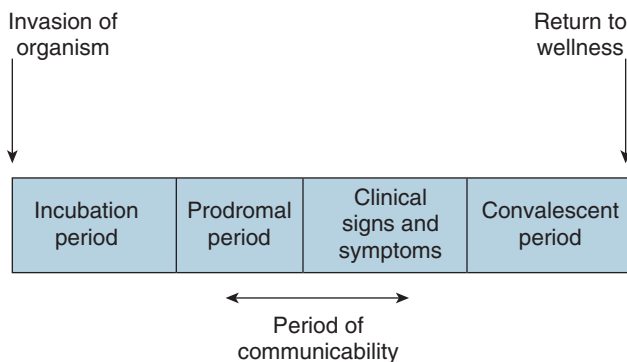 Invasion of
organism
Return to
wellness
Incubation
period
Prodromal
period
Clinical
signs and
symptoms
Convalescent
period
Period of
communicability